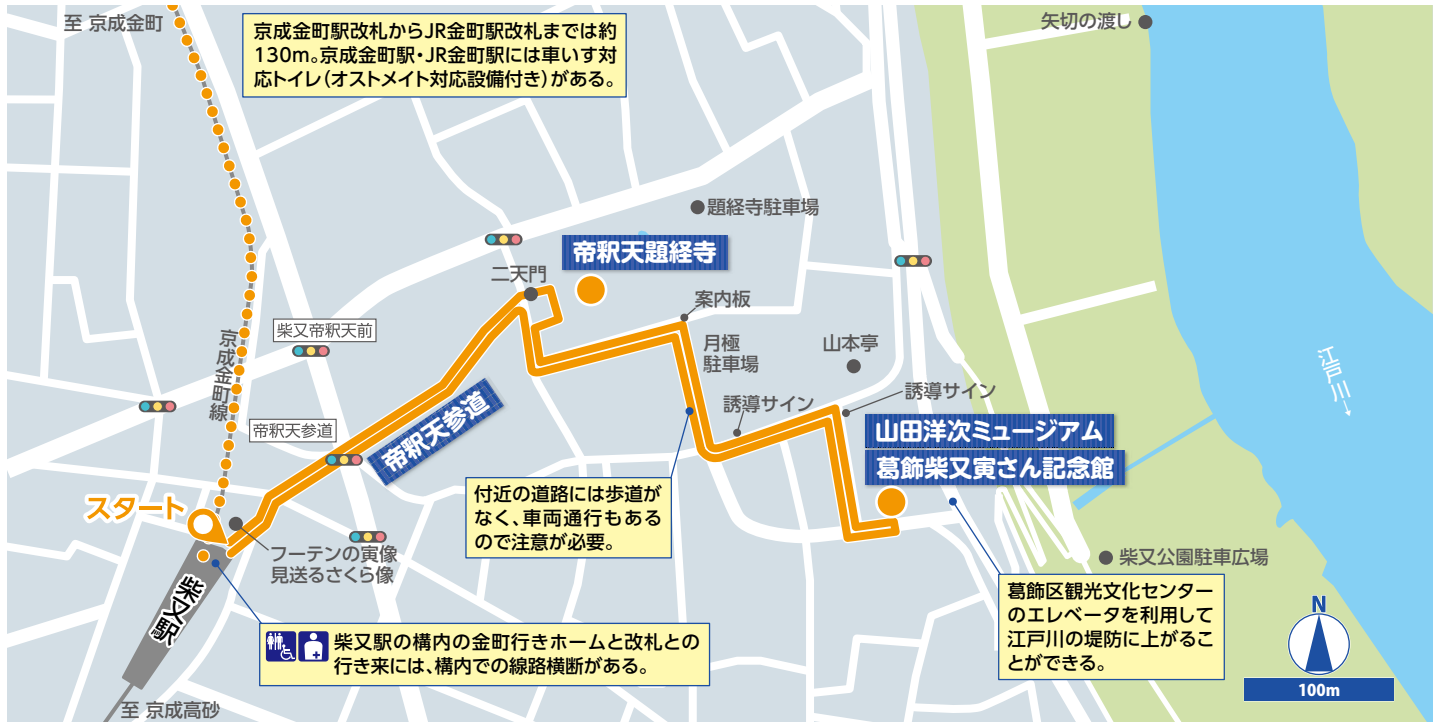 至 京成金町
京成金町駅改札からJR金町駅改札までは約
130m。京成金町駅・JR金町駅には車いす対
応トイレ（オストメイト対応設備付き）がある。
矢切の渡し
題経寺駐車場
帝釈天題経寺
二天門
案内板
柴又帝釈天前
京成金町線
月極
駐車場
山本亭
江戸川→
誘導サイン
誘導サイン
帝釈天参道
帝釈天参道
山田洋次ミュージアム
葛飾柴又寅さん記念館
スタート
付近の道路には歩道が
なく、車両通行もある
ので注意が必要。
フーテンの寅像
見送るさくら像
柴又公園駐車広場
柴又駅
葛飾区観光文化センター
のエレベータを利用して
江戸川の堤防に上がるこ
とができる。
柴又駅の構内の金町行きホームと改札との
行き来には、構内での線路横断がある。
N
100m
至 京成高砂